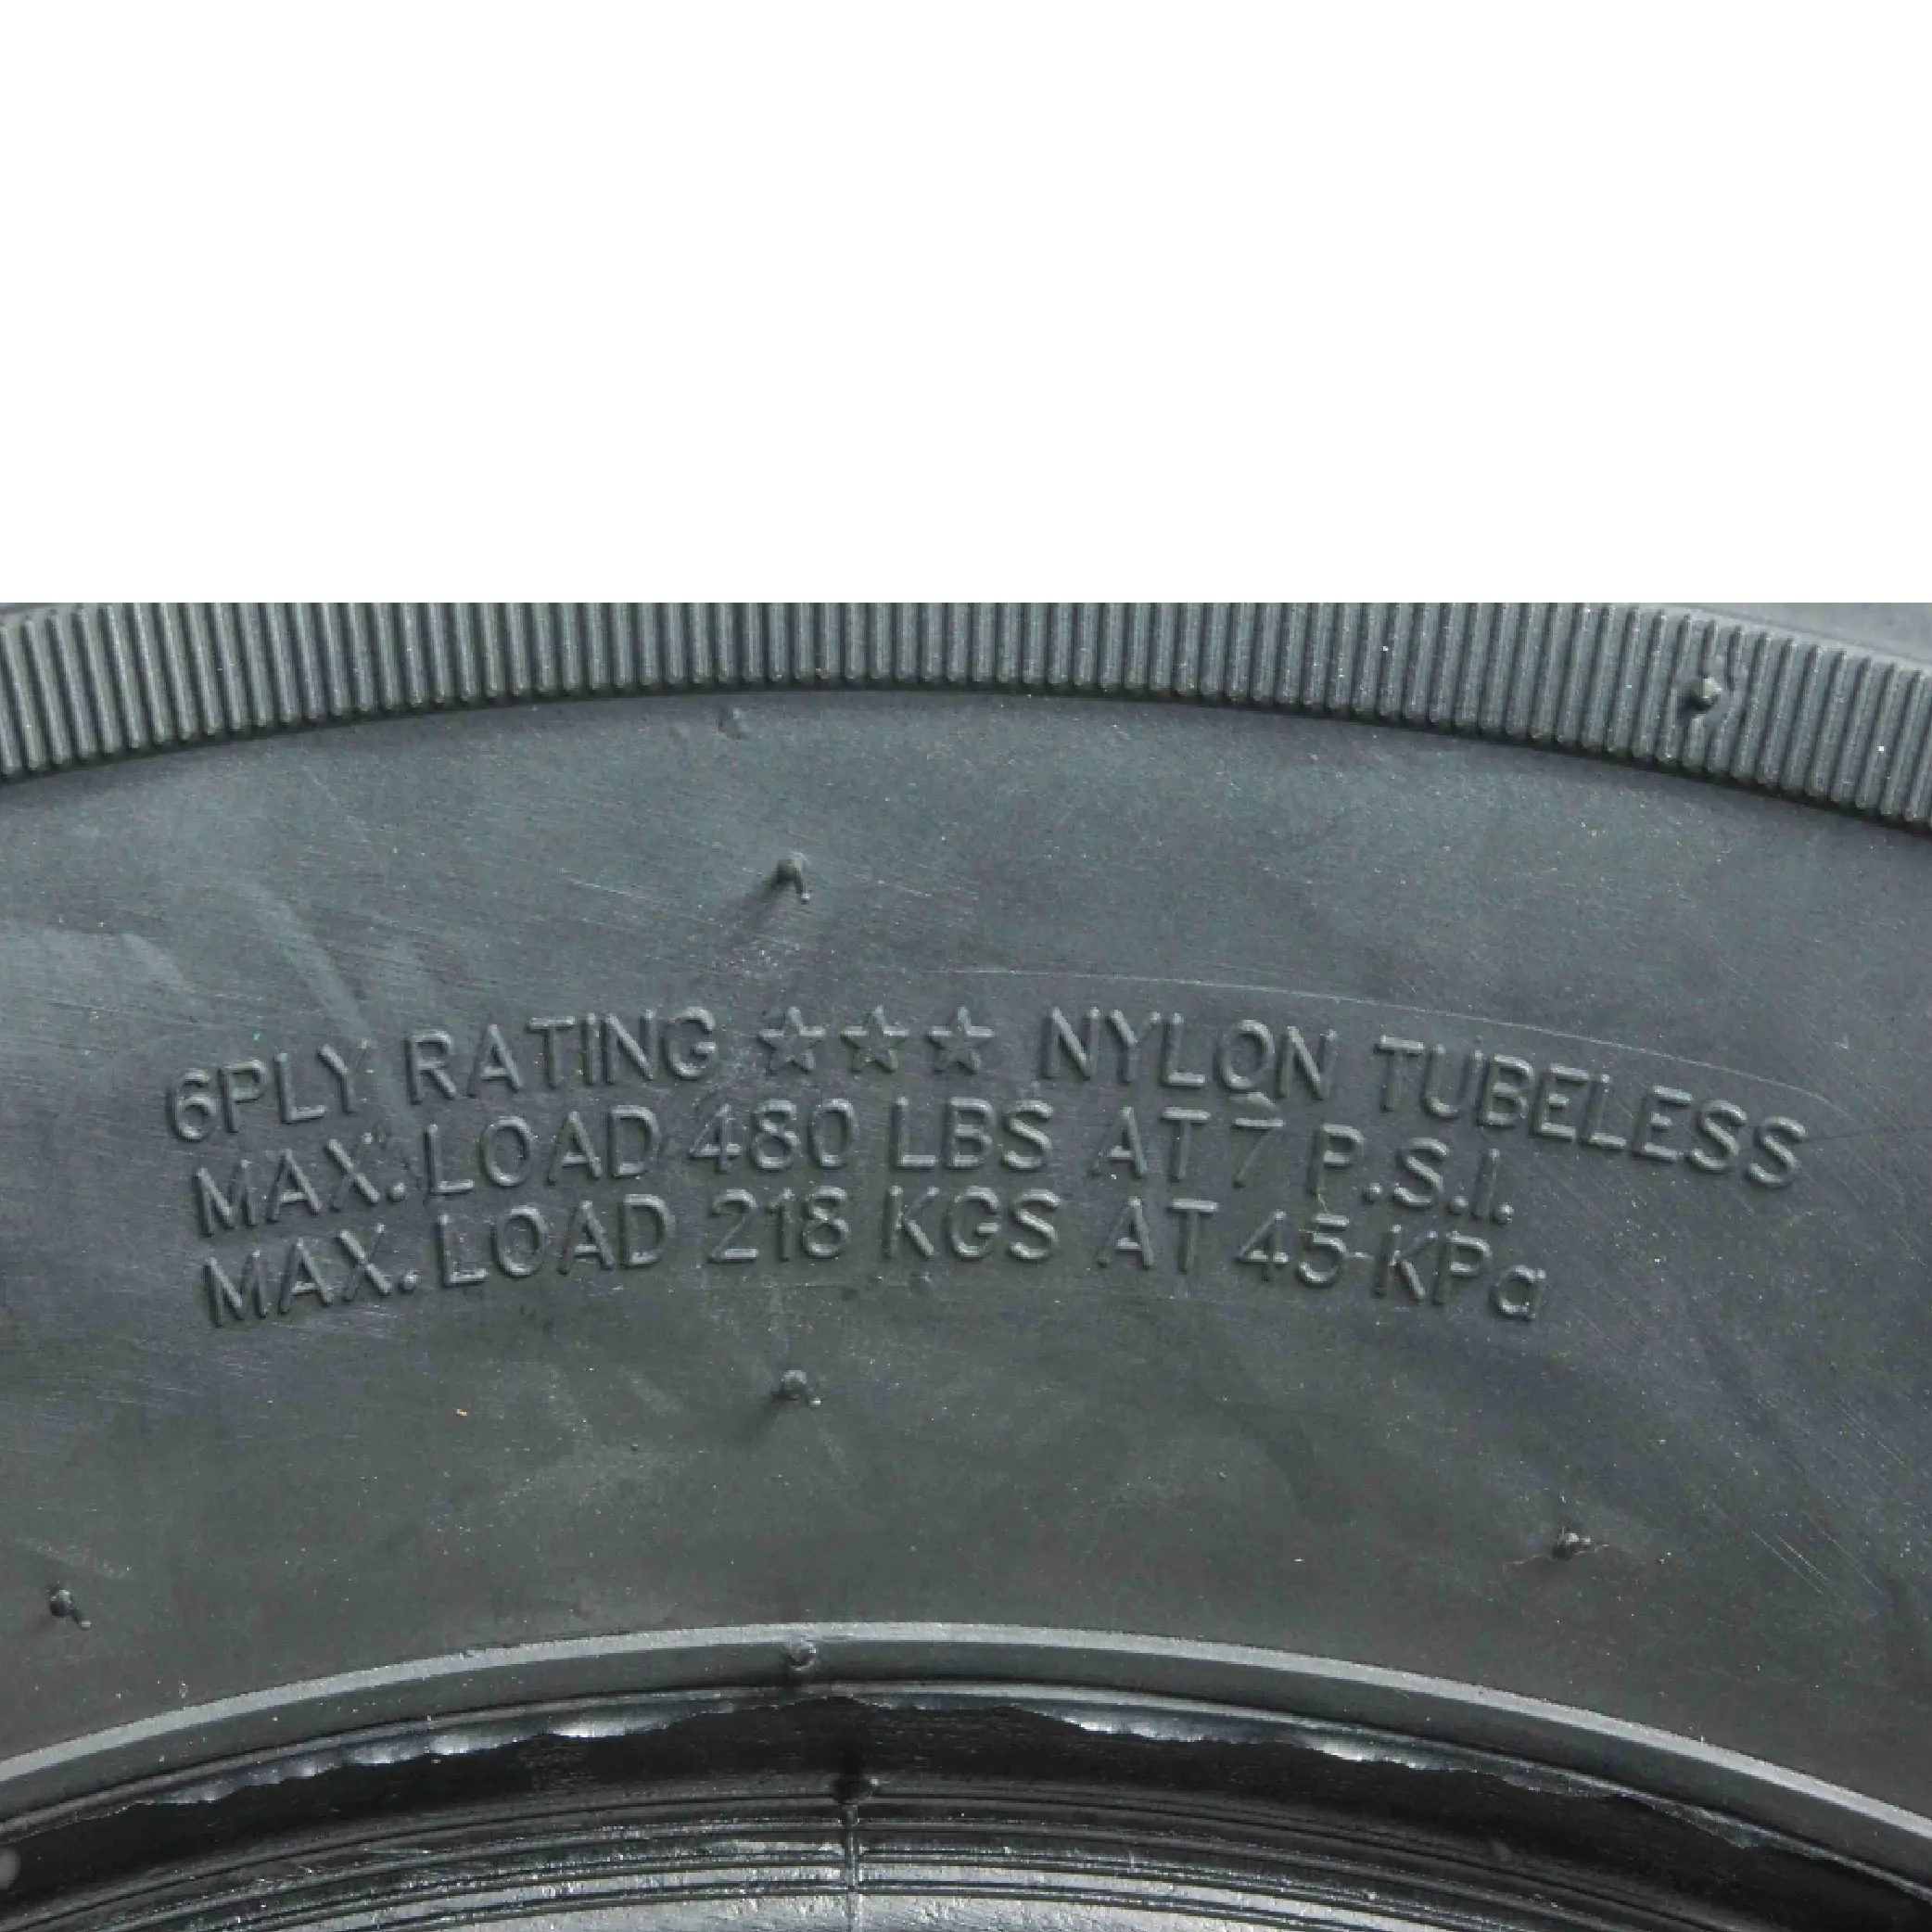 6PLY RATING ☆☆☆ NYLON TUBELESS
MAX. LOAD 480 LBS AT 7 P.S.I.
MAX. LOAD 218 KGS AT 45 KPa